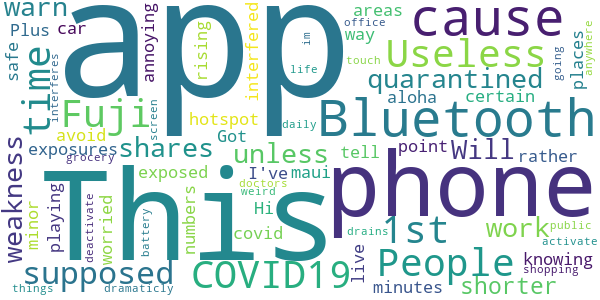 warn
app
cause
Plus
car
annoying
rising
interfered
im
office
areas
way
life
touch
Useless
places
going
anywhere
safe
time
interferes
Fuji
hotspot
daily
quarantined
aloha
certain
avoid
screen
Got
Bluetooth
weakness
exposures
shares
unless
tell
point
Will
rather
grocery
This
phone
minor
playing
deactivate
worried
exposed
battery
numbers
I've
maui
doctors
weird
Hi
covid
drains
live
1st
work
public
activate
People
knowing
shopping
supposed
COVID19
minutes
shorter
things
dramaticly